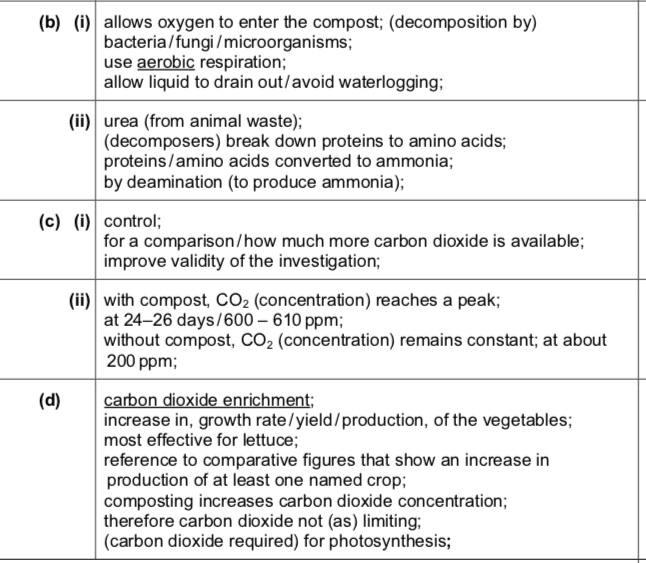 (b) (i) allows oxygen to enter the compost; (decomposition by)
bacteria/fungi/microorganisms;
use aerobic respiration;
allow liquid to drain out/avoid waterlogging;
(ii) urea (from animal waste);
(decomposers) break down proteins to amino acids;
proteins/amino acids converted to ammonia;
by deamination (to produce ammonia);
(c) (i) control;
for a comparison/how much more carbon dioxide is available;
improve validity of the investigation;
(ii) with compost, CO₂ (concentration) reaches a peak;
at 24–26 days/600 – 610 ppm;
without compost, CO₂ (concentration) remains constant; at about
200 ppm;
(d) carbon dioxide enrichment;
increase in, growth rate/yield/production, of the vegetables;
most effective for lettuce;
reference to comparative figures that show an increase in
production of at least one named crop;
composting increases carbon dioxide concentration;
therefore carbon dioxide not (as) limiting;
(carbon dioxide required) for photosynthesis;